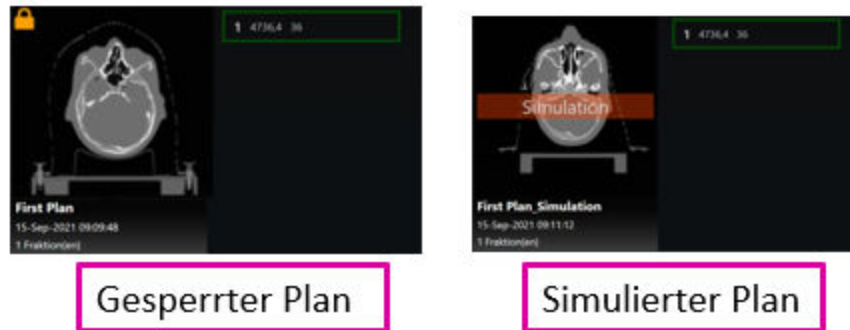 1 4736,4 36
First Plan
15-Sep-2021 09:09:48
1 Fraktion(en)
Gesperrter Plan
1 4736,4 36
Simulation
First Plan_Simulation
15-Sep-2021 09:11:12
1 Fraktion(en)
Simulierter Plan